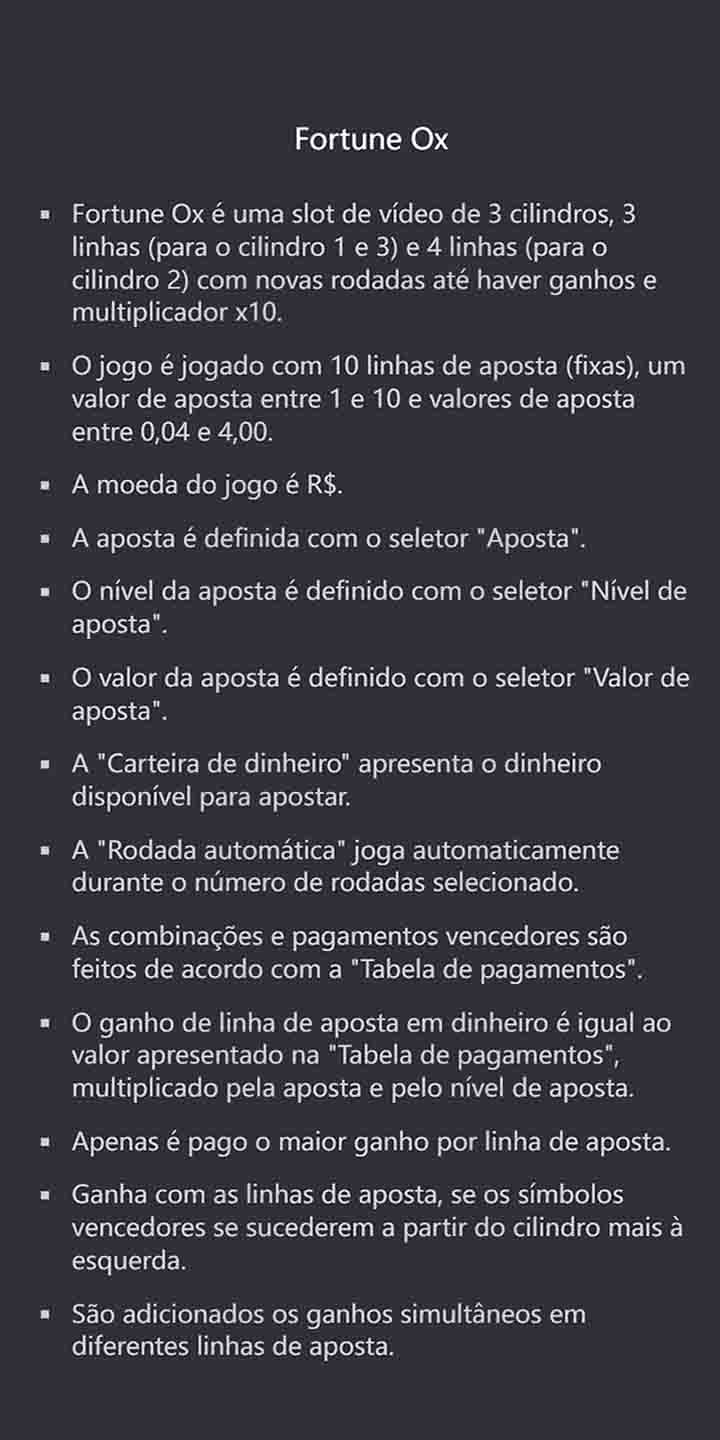 Fortune Ox
▪ Fortune Ox é uma slot de vídeo de 3 cilindros, 3
linhas (para o cilindro 1 e 3) e 4 linhas (para o
cilindro 2) com novas rodadas até haver ganhos e
multiplicador x10.
▪ O jogo é jogado com 10 linhas de aposta (fixas), um
valor de aposta entre 1 e 10 e valores de aposta
entre 0,04 e 4,00.
▪ A moeda do jogo é R$.
▪ A aposta é definida com o seletor "Aposta".
▪ O nível da aposta é definido com o seletor "Nível de
aposta".
▪ O valor da aposta é definido com o seletor "Valor de
aposta".
▪ A "Carteira de dinheiro" apresenta o dinheiro
disponível para apostar.
▪ A "Rodada automática" joga automaticamente
durante o número de rodadas selecionado.
▪ As combinações e pagamentos vencedores são
feitos de acordo com a "Tabela de pagamentos".
▪ O ganho de linha de aposta em dinheiro é igual ao
valor apresentado na "Tabela de pagamentos",
multiplicado pela aposta e pelo nível de aposta.
▪ Apenas é pago o maior ganho por linha de aposta.
▪ Ganha com as linhas de aposta, se os símbolos
vencedores se sucederem a partir do cilindro mais à
esquerda.
▪ São adicionados os ganhos simultâneos em
diferentes linhas de aposta.